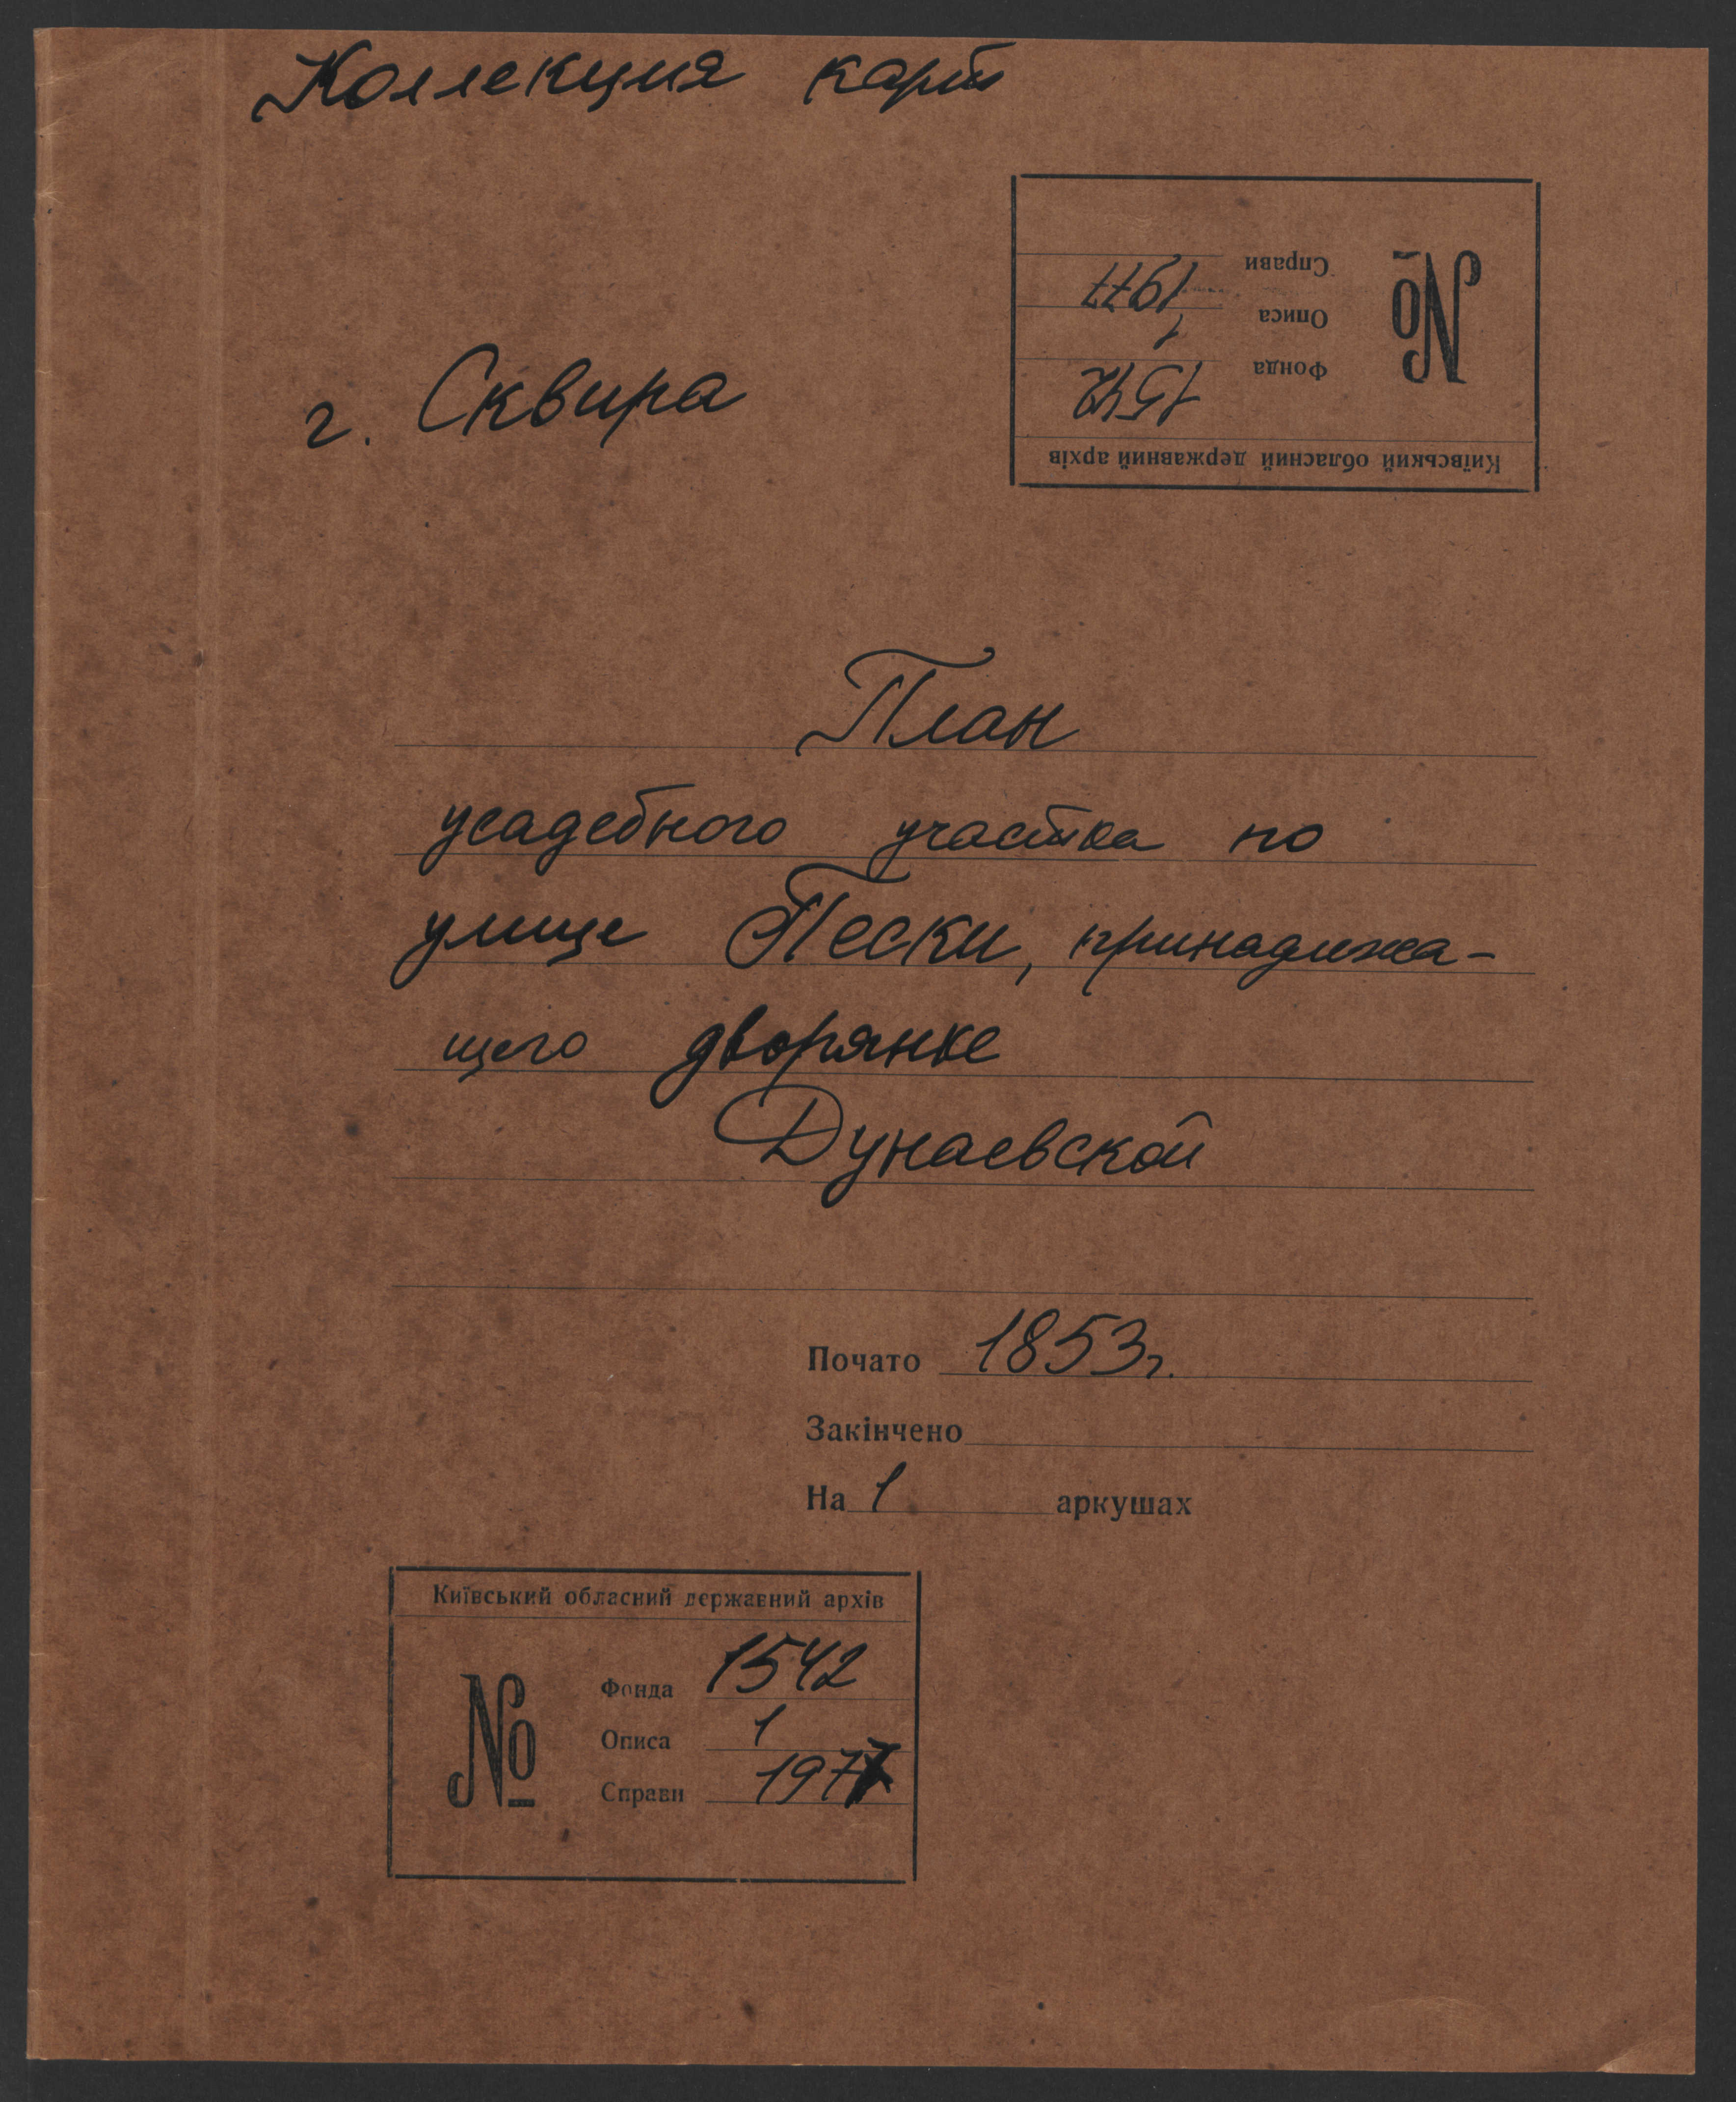 Коллекция карт
г. Сквира
№
Справи 1977
Описа 1
Фонда 1542
Київський обласний державний архів
План
усадебного участка по
улице Пески, принадлежа-
щего дворянке
Дунаевской
Почато 1853г.
Закінчено
На 1 аркушах
Київський обласний державний архів
№
Фонда 1542
Описа 1
Справи 1977